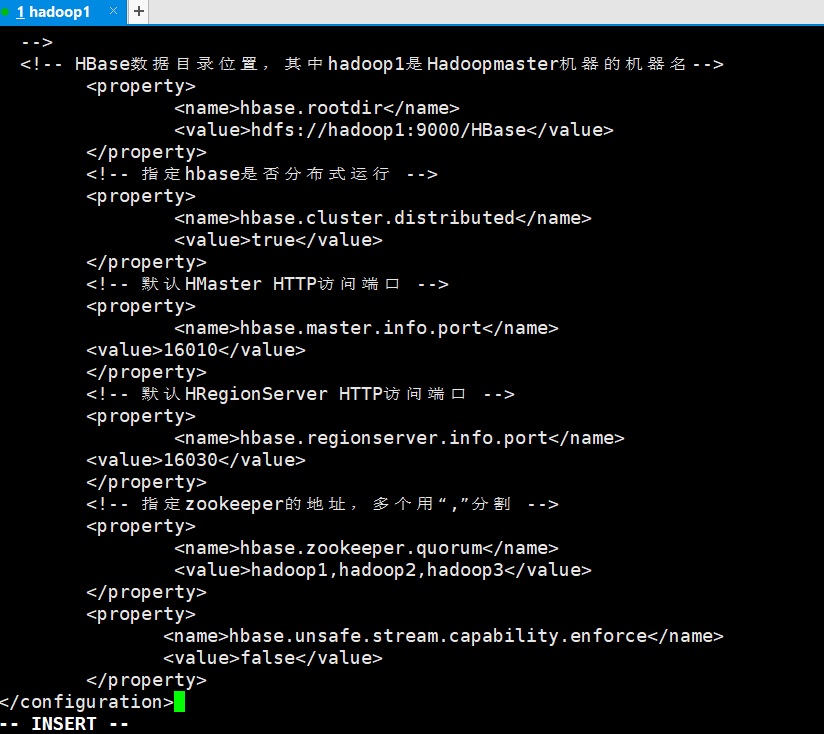 1 hadoop1 × +
-->
<!-- HBase数据目录位置，其中hadoop1是Hadoopmaster机器的机器名-->
<property>
<name>hbase.rootdir</name>
<value>hdfs://hadoop1:9000/HBase</value>
</property>
<!-- 指定hbase是否分布式运行 -->
<property>
<name>hbase.cluster.distributed</name>
<value>true</value>
</property>
<!-- 默认HMaster HTTP访问端口 -->
<property>
<name>hbase.master.info.port</name>
<value>16010</value>
</property>
<!-- 默认HRegionServer HTTP访问端口 -->
<property>
<name>hbase.regionserver.info.port</name>
<value>16030</value>
</property>
<!-- 指定zookeeper的地址，多个用“,”分割 -->
<property>
<name>hbase.zookeeper.quorum</name>
<value>hadoop1,hadoop2,hadoop3</value>
</property>
<property>
<name>hbase.unsafe.stream.capability.enforce</name>
<value>false</value>
</property>
</configuration>
-- INSERT --